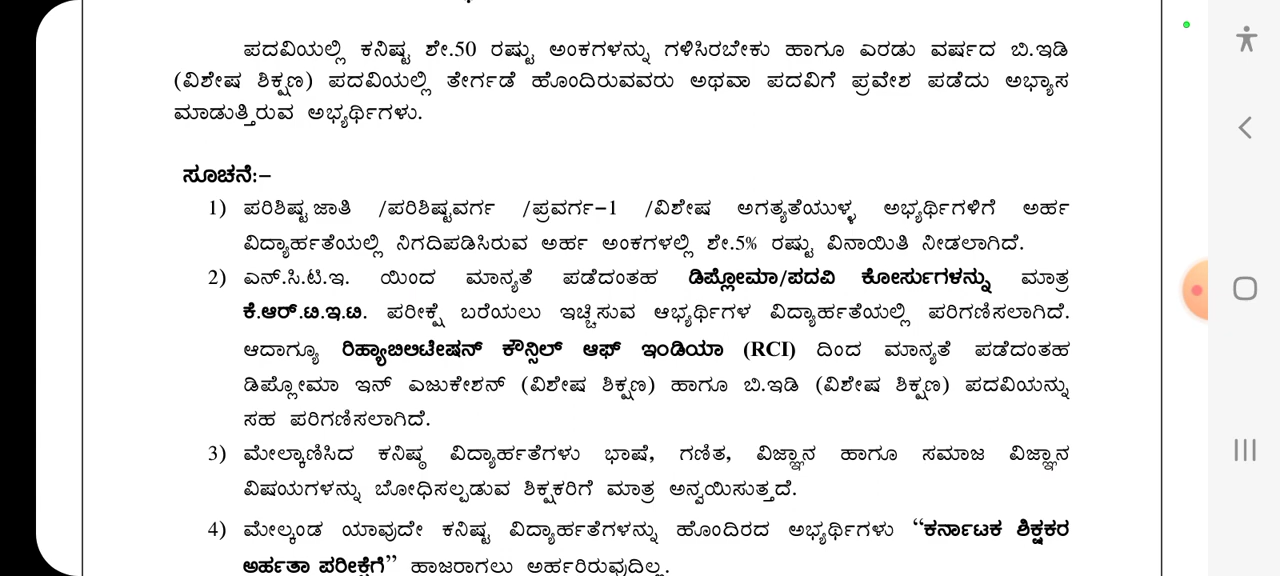 ಪದವಿಯಲ್ಲಿ ಕನಿಷ್ಟ ಶೇ.50 ರಷ್ಟು ಅಂಕಗಳನ್ನು ಗಳಿಸಿರಬೇಕು ಹಾಗೂ ಎರಡು ವರ್ಷದ ಬಿ.ಇಡಿ
(ವಿಶೇಷ ಶಿಕ್ಷಣ) ಪದವಿಯಲ್ಲಿ ತೇರ್ಗಡೆ ಹೊಂದಿರುವವರು ಅಥವಾ ಪದವಿಗೆ ಪ್ರವೇಶ ಪಡೆದು ಅಭ್ಯಾಸ
ಮಾಡುತ್ತಿರುವ ಅಭ್ಯರ್ಥಿಗಳು.
ಸೂಚನೆ:–
1) ಪರಿಶಿಷ್ಟ ಜಾತಿ /ಪರಿಶಿಷ್ಟವರ್ಗ /ಪ್ರವರ್ಗ–1 /ವಿಶೇಷ ಅಗತ್ಯತೆಯುಳ್ಳ ಅಭ್ಯರ್ಥಿಗಳಿಗೆ ಅರ್ಹ
ವಿದ್ಯಾರ್ಹತೆಯಲ್ಲಿ ನಿಗದಿಪಡಿಸಿರುವ ಅರ್ಹ ಅಂಕಗಳಲ್ಲಿ ಶೇ.5% ರಷ್ಟು ವಿನಾಯಿತಿ ನೀಡಲಾಗಿದೆ.
2) ಎನ್.ಸಿ.ಟಿ.ಇ. ಯಿಂದ ಮಾನ್ಯತೆ ಪಡೆದಂತಹ ಡಿಪ್ಲೋಮಾ/ಪದವಿ ಕೋರ್ಸುಗಳನ್ನು ಮಾತ್ರ
ಕೆ.ಆರ್.ಟಿ.ಇ.ಟಿ. ಪರೀಕ್ಷೆ ಬರೆಯಲು ಇಚ್ಚಿಸುವ ಆಭ್ಯರ್ಥಿಗಳ ವಿದ್ಯಾರ್ಹತೆಯಲ್ಲಿ ಪರಿಗಣಿಸಲಾಗಿದೆ.
ಆದಾಗ್ಯೂ ರಿಹ್ಯಾಬಿಲಿಟೇಷನ್ ಕೌನ್ಸಿಲ್ ಆಫ್ ಇಂಡಿಯಾ (RCI) ದಿಂದ ಮಾನ್ಯತೆ ಪಡೆದಂತಹ
ಡಿಪ್ಲೋಮಾ ಇನ್ ಎಜುಕೇಶನ್ (ವಿಶೇಷ ಶಿಕ್ಷಣ) ಹಾಗೂ ಬಿ.ಇಡಿ (ವಿಶೇಷ ಶಿಕ್ಷಣ) ಪದವಿಯನ್ನು
ಸಹ ಪರಿಗಣಿಸಲಾಗಿದೆ.
3) ಮೇಲ್ಕಾಣಿಸಿದ ಕನಿಷ್ಠ ವಿದ್ಯಾರ್ಹತೆಗಳು ಭಾಷೆ, ಗಣಿತ, ವಿಜ್ಞಾನ ಹಾಗೂ ಸಮಾಜ ವಿಜ್ಞಾನ
ವಿಷಯಗಳನ್ನು ಬೋಧಿಸಲ್ಪಡುವ ಶಿಕ್ಷಕರಿಗೆ ಮಾತ್ರ ಅನ್ವಯಿಸುತ್ತದೆ.
4) ಮೇಲ್ಕಂಡ ಯಾವುದೇ ಕನಿಷ್ಟ ವಿದ್ಯಾರ್ಹತೆಗಳನ್ನು ಹೊಂದಿರದ ಅಭ್ಯರ್ಥಿಗಳು “ಕರ್ನಾಟಕ ಶಿಕ್ಷಕರ
ಅರ್ಹತಾ ಪರೀಕ್ಷೆಗೆ” ಹಾಜರಾಗಲು ಅರ್ಹರಿರುವುದಿಲ್ಲ.